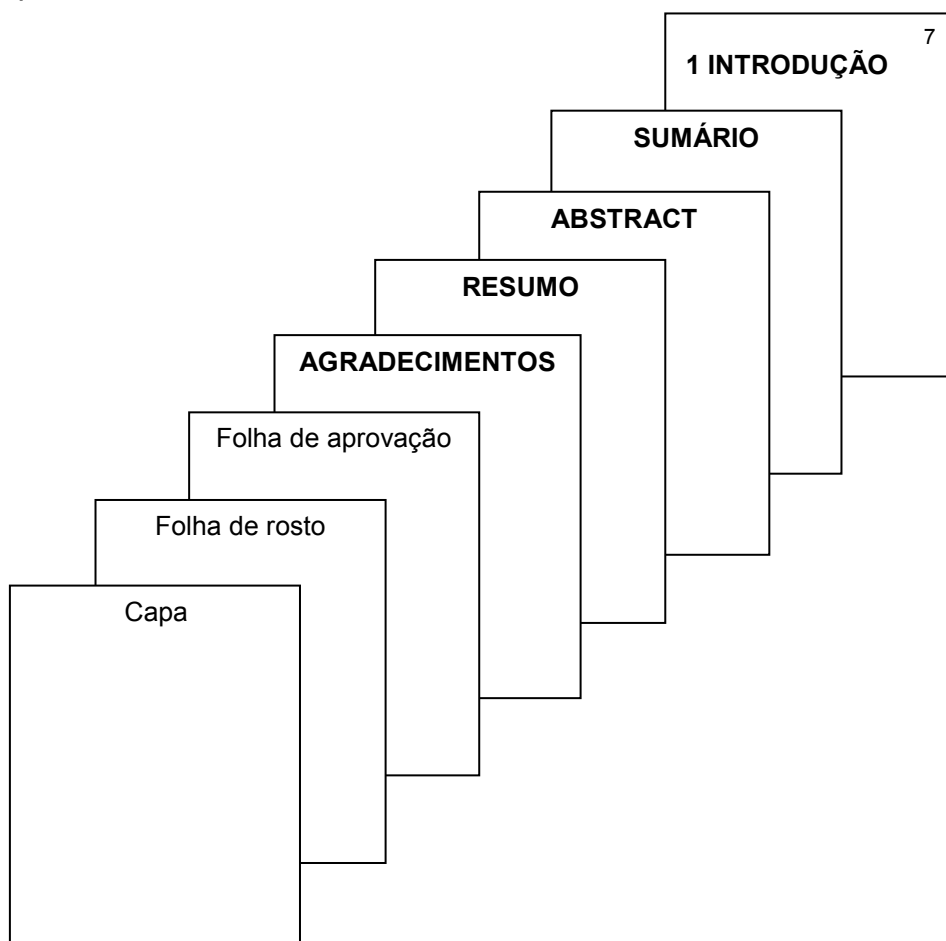 7
1 INTRODUÇÃO
SUMÁRIO
ABSTRACT
RESUMO
AGRADECIMENTOS
Folha de aprovação
Folha de rosto
Capa